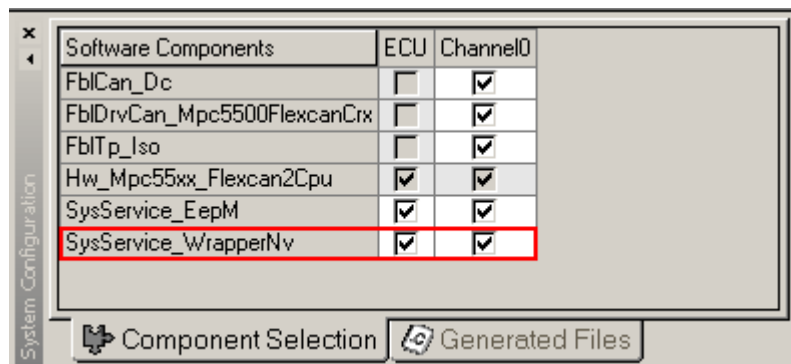 Software Components ECU Channel0
FblCan_Dc
FblDrvCan_Mpc5500FlexcanCrx
FblTp_Iso
Hw_Mpc55xx_Flexcan2Cpu
SysService_EepM
SysService_WrapperNv
System Configuration
Component Selection Generated Files